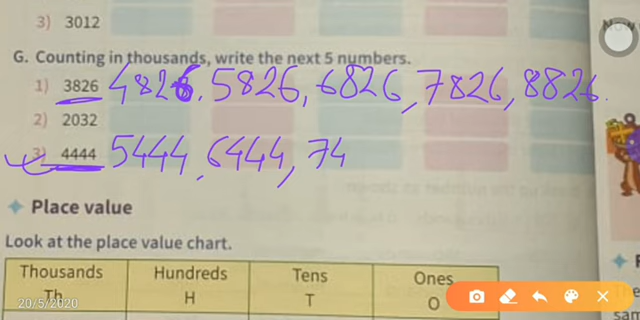 3) 3012
G. Counting in thousands, write the next 5 numbers.
1) 3826 4826, 5826, 6826, 7826, 8826.
2) 2032
3) 4444 5444, 6444, 74
Place value
Look at the place value chart.
Thousands Hundreds Tens Ones
Th H T O
20/5/2020